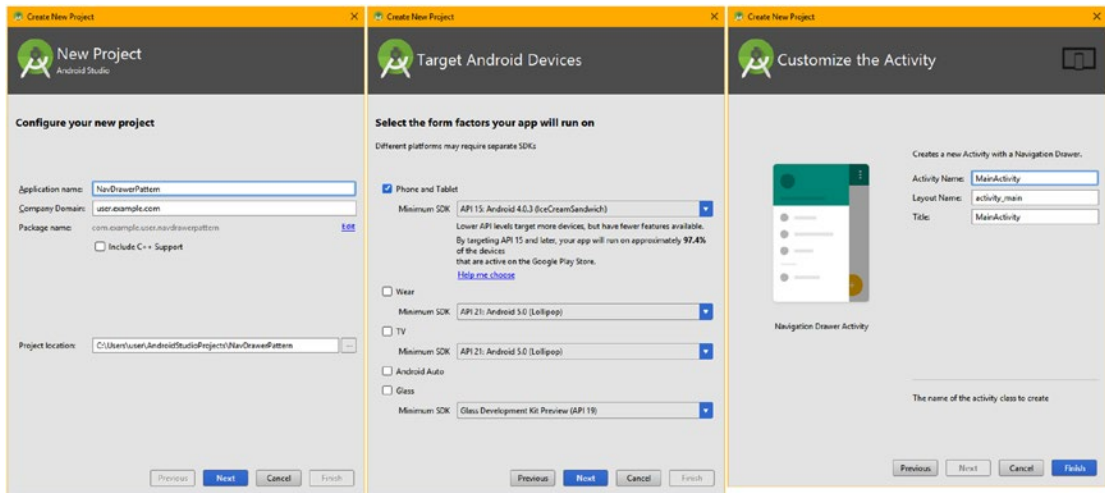 Create New Project
New Project
Android Studio
Configure your new project
Application name: NavDrawerPattern
Company Domain: user.example.com
Package name: com.example.user.navdrawerpattern Edit
Include C++ Support
Project location: C:\Users\user\AndroidStudioProjects\NavDrawerPattern ...
Previous Next Cancel Finish
Create New Project
Target Android Devices
Select the form factors your app will run on
Different platforms may require separate SDKs
Phone and Tablet
Minimum SDK API 15: Android 4.0.3 (IceCreamSandwich)
Lower API levels target more devices, but have fewer features available.
By targeting API 15 and later, your app will run on approximately 97.4%
of the devices
that are active on the Google Play Store.
Help me choose
Wear
Minimum SDK API 21: Android 5.0 (Lollipop)
TV
Minimum SDK API 21: Android 5.0 (Lollipop)
Android Auto
Glass
Minimum SDK Glass Development Kit Preview (API 19)
Previous Next Cancel Finish
Create New Project
Customize the Activity
Creates a new Activity with a Navigation Drawer.
Activity Name: MainActivity
Layout Name: activity_main
Title: MainActivity
Navigation Drawer Activity
The name of the activity class to create
Previous Next Cancel Finish